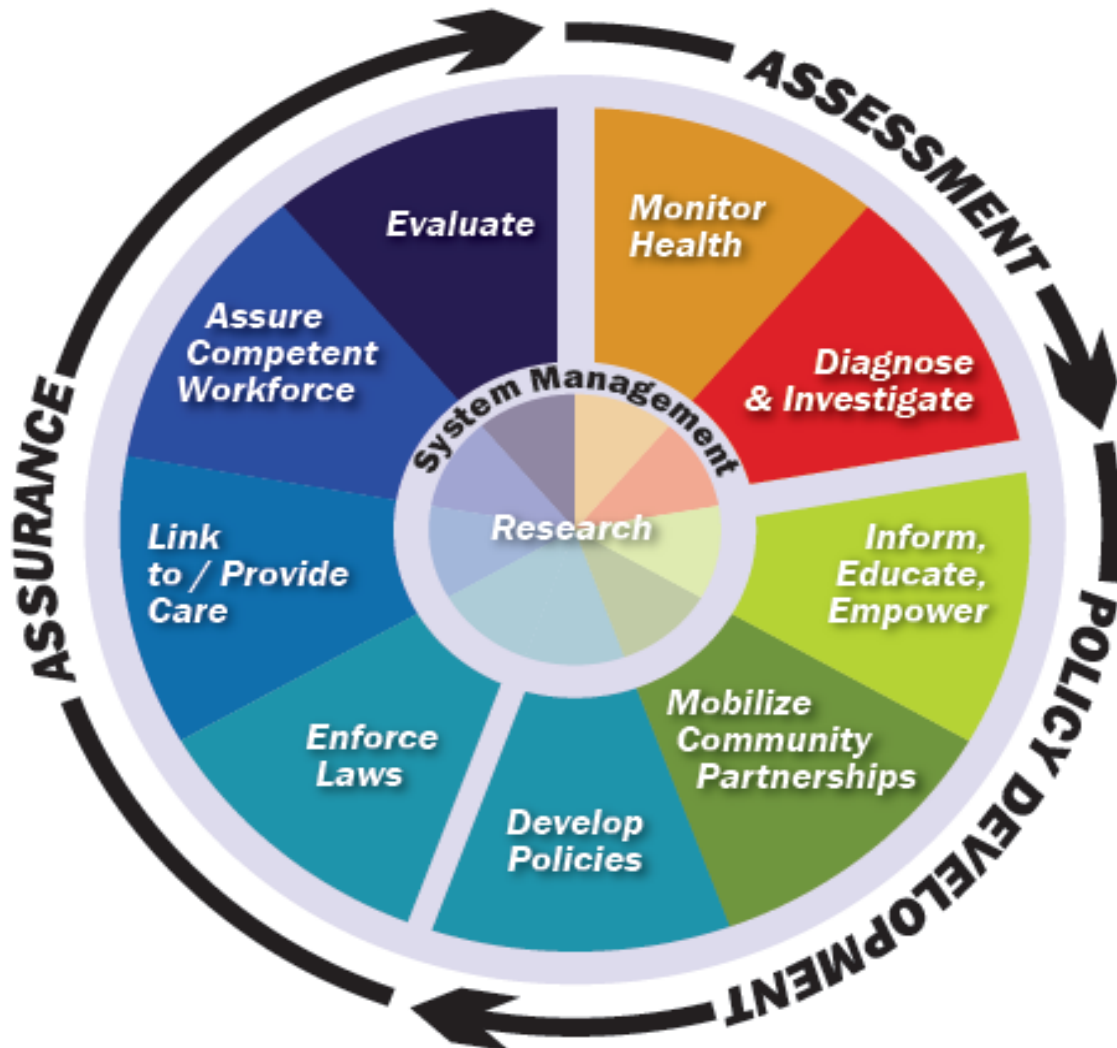 ASSESSMENT
Monitor
Health
Diagnose
& Investigate
POLICY DEVELOPMENT
Inform,
Educate,
Empower
Mobilize
Community
Partnerships
Develop
Policies
ASSURANCE
Enforce
Laws
Link
to / Provide
Care
Assure
Competent
Workforce
Evaluate
System Management
Research